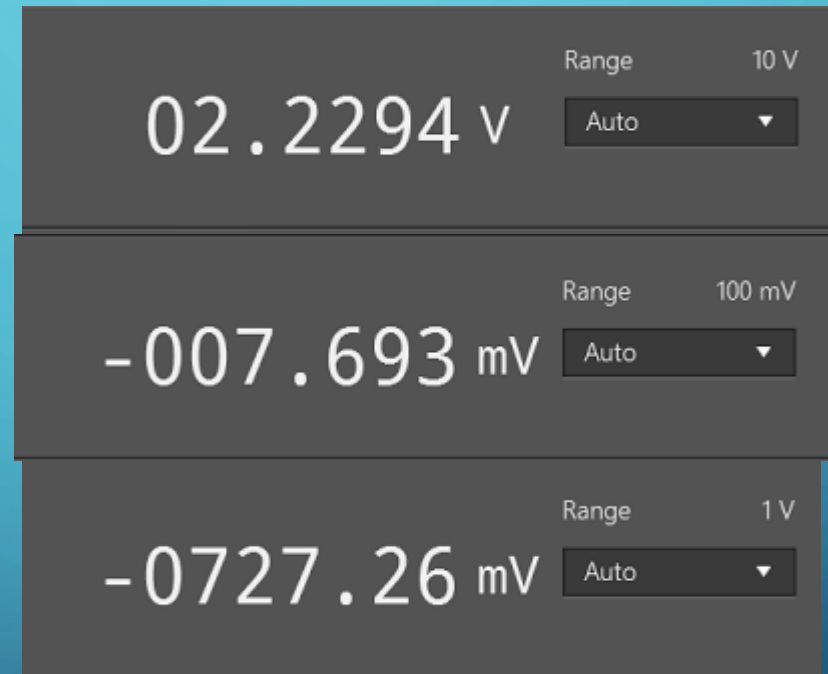 Range 10 V
02.2294 V Auto
Range 100 mV
-007.693 mV Auto
Range 1 V
-0727.26 mV Auto